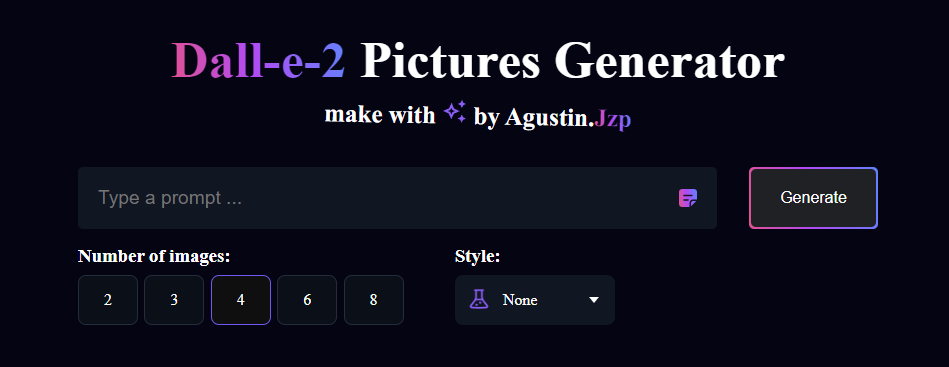 Dall-e-2 Pictures Generator
make with by Agustin.Jzp
Type a prompt ...
Generate
Number of images:
Style:
2 3 4 6 8
None